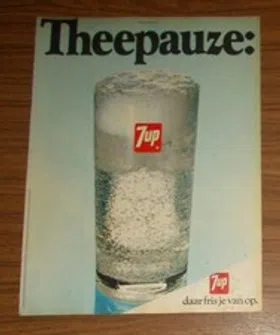 Theepauze:
7up
7up
daar fris je van op.